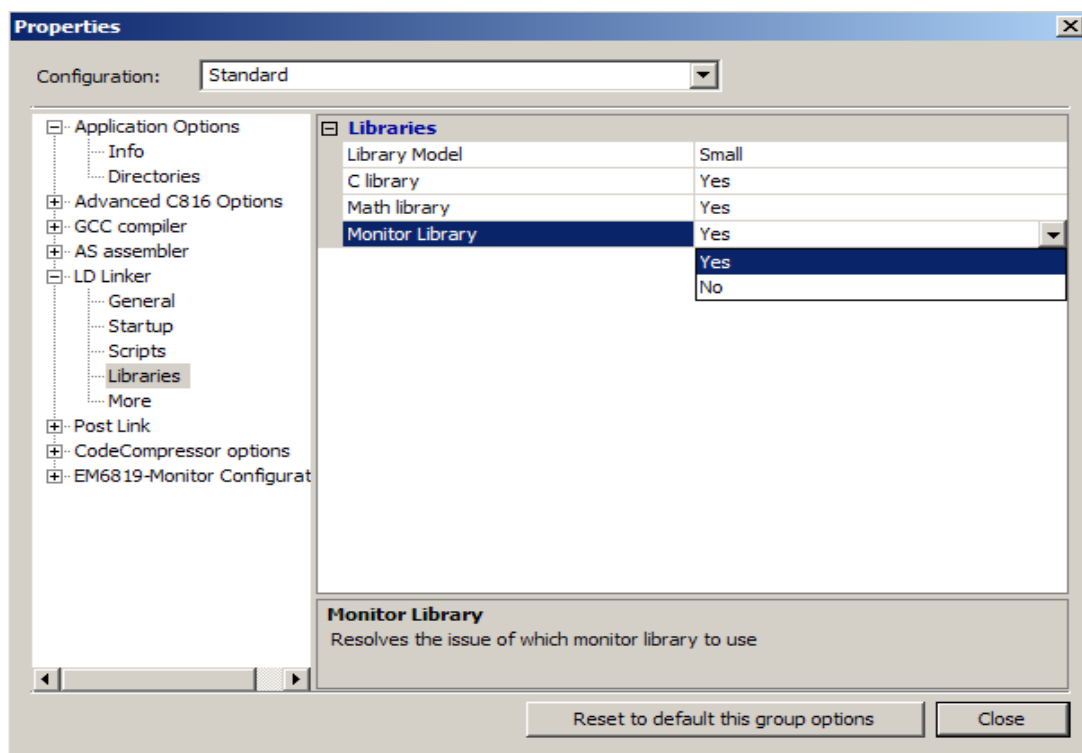 Properties
Configuration: Standard
Application Options
Info
Directories
Advanced C816 Options
GCC compiler
AS assembler
LD Linker
General
Startup
Scripts
Libraries
More
Post Link
CodeCompressor options
EM6819-Monitor Configurat
Libraries
Library Model Small
C library Yes
Math library Yes
Monitor Library Yes
Yes
No
Monitor Library
Resolves the issue of which monitor library to use
Reset to default this group options Close